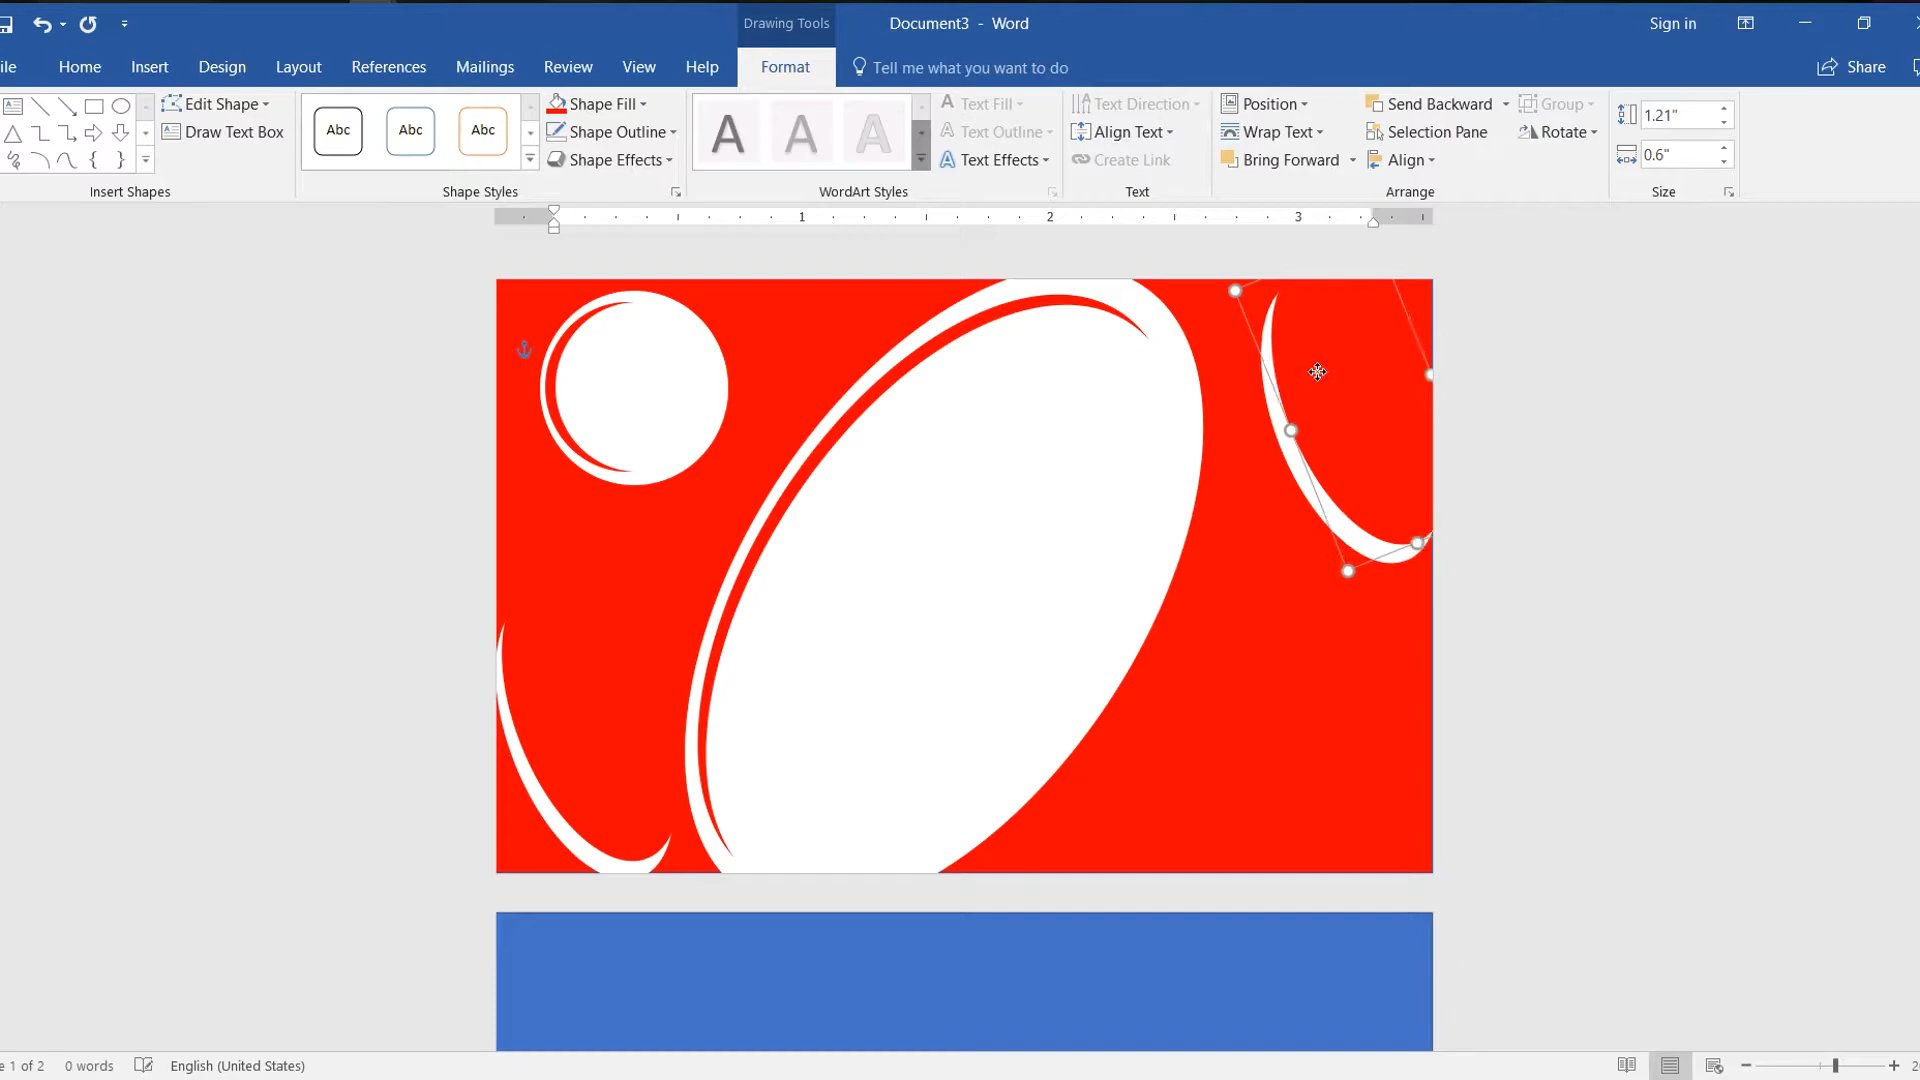 Drawing Tools
Document3 - Word
Sign in
ile
Home
Insert
Design
Layout
References
Mailings
Review
View
Help
Format
Tell me what you want to do
Share
Edit Shape
Draw Text Box
Insert Shapes
Abc
Abc
Abc
Shape Fill
Shape Outline
Shape Effects
Shape Styles
A
A
A
Text Fill
Text Outline
Text Effects
WordArt Styles
Text Direction
Align Text
Create Link
Text
Position
Wrap Text
Bring Forward
Send Backward
Selection Pane
Align
Group
Rotate
Arrange
1.21"
0.6"
Size
1
2
3
e 1 of 2
0 words
English (United States)